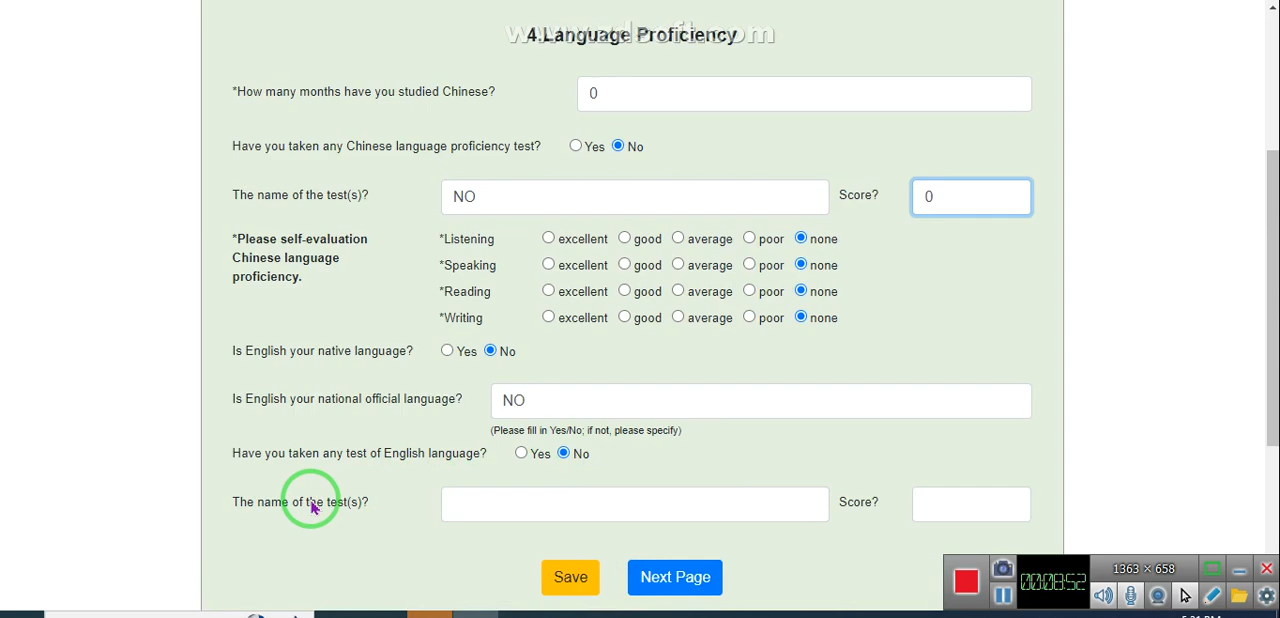 4.Language Proficiency
*How many months have you studied Chinese?
0
Have you taken any Chinese language proficiency test?
Yes
No
The name of the test(s)?
NO
Score?
0
*Please self-evaluation
Chinese language
proficiency.
*Listening
excellent
good
average
poor
none
*Speaking
excellent
good
average
poor
none
*Reading
excellent
good
average
poor
none
*Writing
excellent
good
average
poor
none
Is English your native language?
Yes
No
Is English your national official language?
NO
(Please fill in Yes/No; if not, please specify)
Have you taken any test of English language?
Yes
No
The name of the test(s)?
Score?
Save
Next Page
1363 × 658
00:08:52